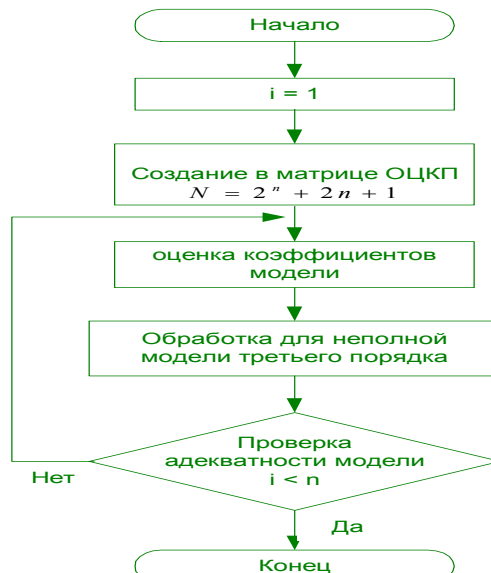 Начало
i = 1
Создание в матрице ОЦКП
N = 2ⁿ + 2n + 1
оценка коэффициентов
модели
Обработка для неполной
модели третьего порядка
Проверка
адекватности модели
i < n
Нет
Да
Конец